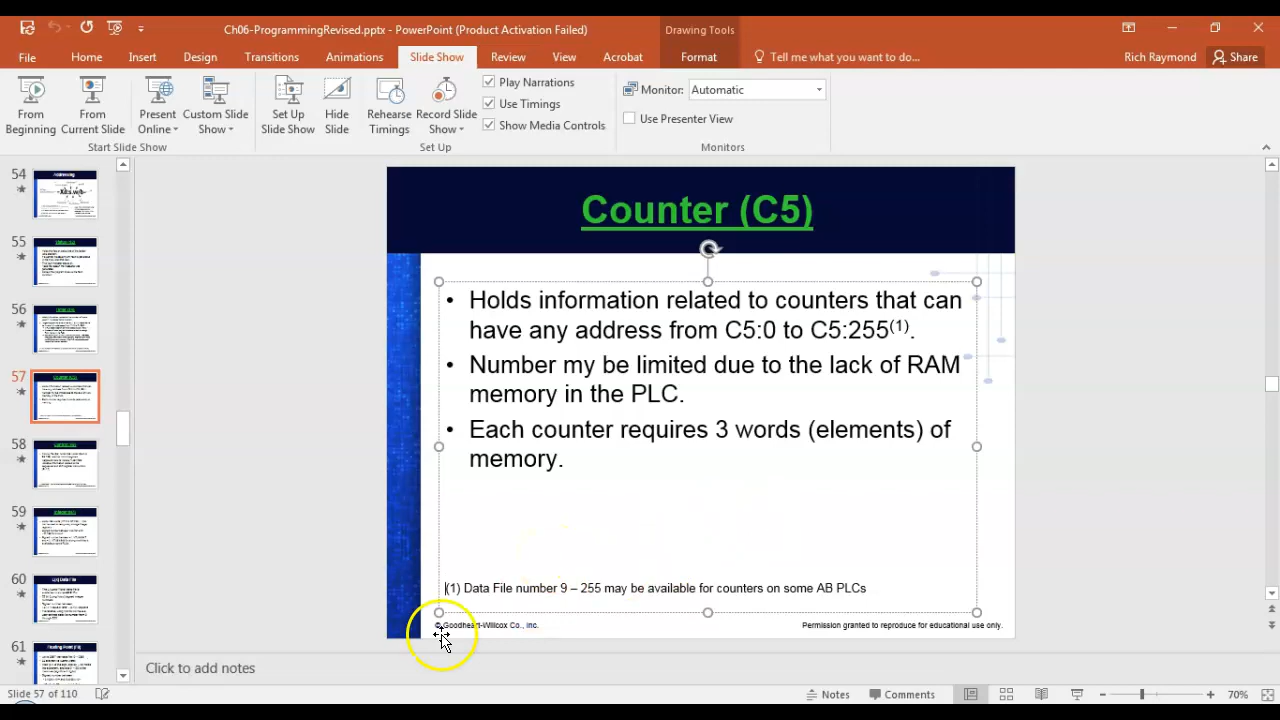 Ch06-ProgrammingRevised.pptx - PowerPoint (Product Activation Failed)
Drawing Tools
File Home Insert Design Transitions Animations Slide Show Review View Acrobat Format Tell me what you want to do... Rich Raymond Share
From Beginning
From Current Slide
Present Online
Custom Slide Show
Set Up Slide Show
Hide Slide
Rehearse Timings
Record Slide Show
Play Narrations
Use Timings
Show Media Controls
Monitor: Automatic
Use Presenter View
Start Slide Show
Set Up
Monitors
54
55
56
57
58
59
60
61
Counter (C5)
• Holds information related to counters that can
have any address from C5:0 to C5:255(1).
• Number my be limited due to the lack of RAM
memory in the PLC.
• Each counter requires 3 words (elements) of
memory.
(1) Data File number 9 – 255 may be available for counters on some AB PLCs
© Goodheart-Willcox Co., Inc.
Permission granted to reproduce for educational use only.
Click to add notes
Slide 57 of 110
Notes Comments 70%